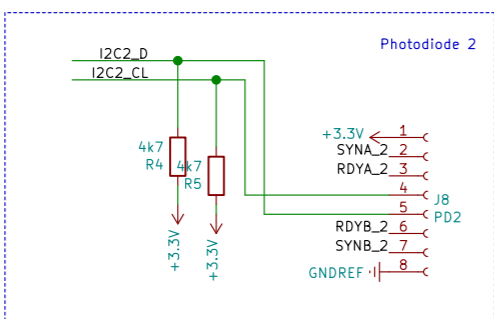 Photodiode 2
I2C2_D
I2C2_CL
4k7
R4
4k7
R5
+3.3V
+3.3V
+3.3V 1
SYNA_2 2
RDYA_2 3
4
5
RDYB_2 6
SYNB_2 7
GNDREF 8
J8
PD2